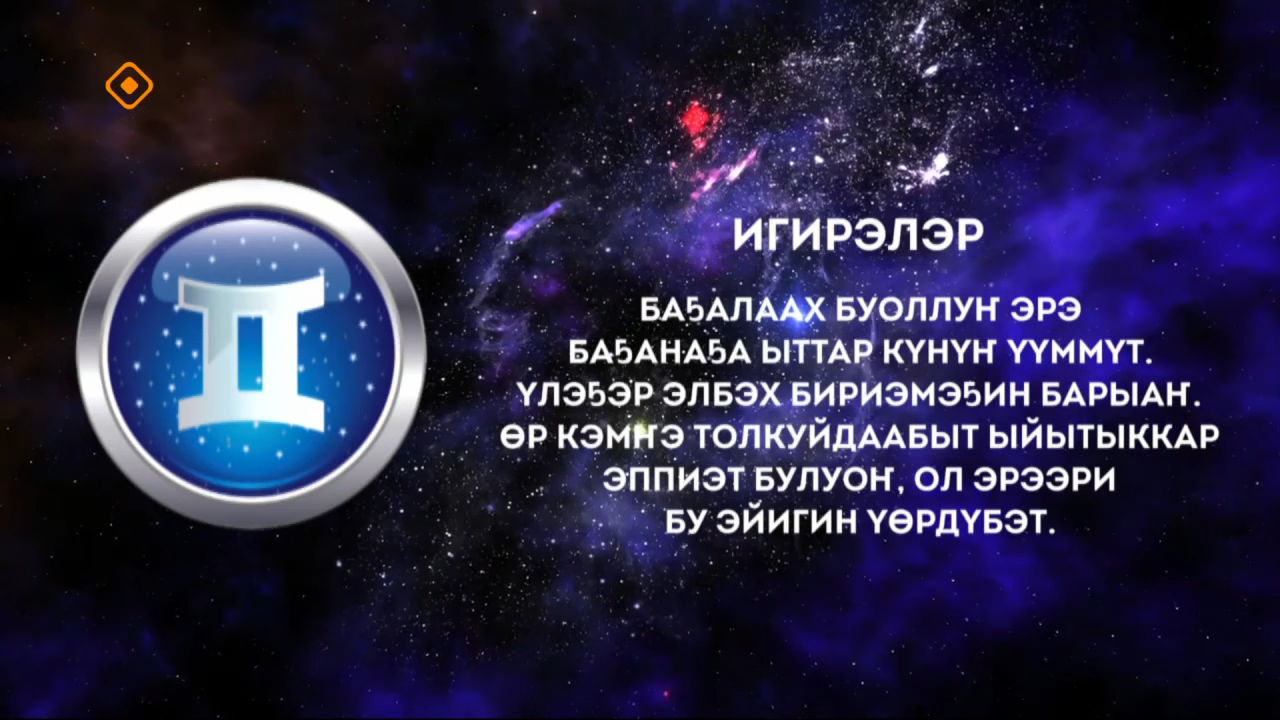 ИГИРЭЛЭР
БАҔАЛААХ БУОЛЛУҤ ЭРЭ
БАҔАНАҔА ЫТТАР КҮНҮҤ ҮҮММҮТ.
ҮЛЭҔЭР ЭЛБЭХ БИРИЭМЭҔИН БАРЫАҤ.
ӨР КЭМҤЭ ТОЛКУЙДААБЫТ ЫЙЫТЫККАР
ЭППИЭТ БУЛУОҤ, ОЛ ЭРЭЭРИ
БУ ЭЙИГИН ҮӨРДҮБЭТ.